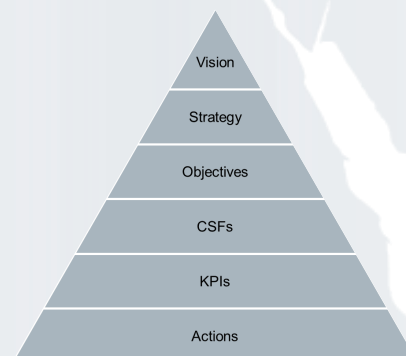 Vision
Strategy
Objectives
CSFs
KPIs
Actions